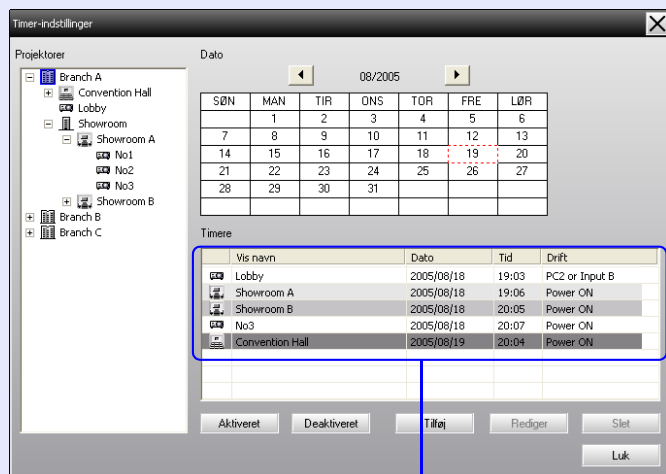 Timer-indstillinger
Projektorer
Branch A
Convention Hall
Lobby
Showroom
Showroom A
No1
No2
No3
Showroom B
Branch B
Branch C
Dato
08/2005
SØN MAN TIR ONS TOR FRE LØR
1 2 3 4 5 6
7 8 9 10 11 12 13
14 15 16 17 18 19 20
21 22 23 24 25 26 27
28 29 30 31
Timere
Vis navn Dato Tid Drift
Lobby 2005/08/18 19:03 PC2 or Input B
Showroom A 2005/08/18 19:06 Power ON
Showroom B 2005/08/18 20:05 Power ON
No3 2005/08/18 20:07 Power ON
Convention Hall 2005/08/19 20:04 Power ON
Aktiveret Deaktiveret Tilføj Rediger Slet
Luk